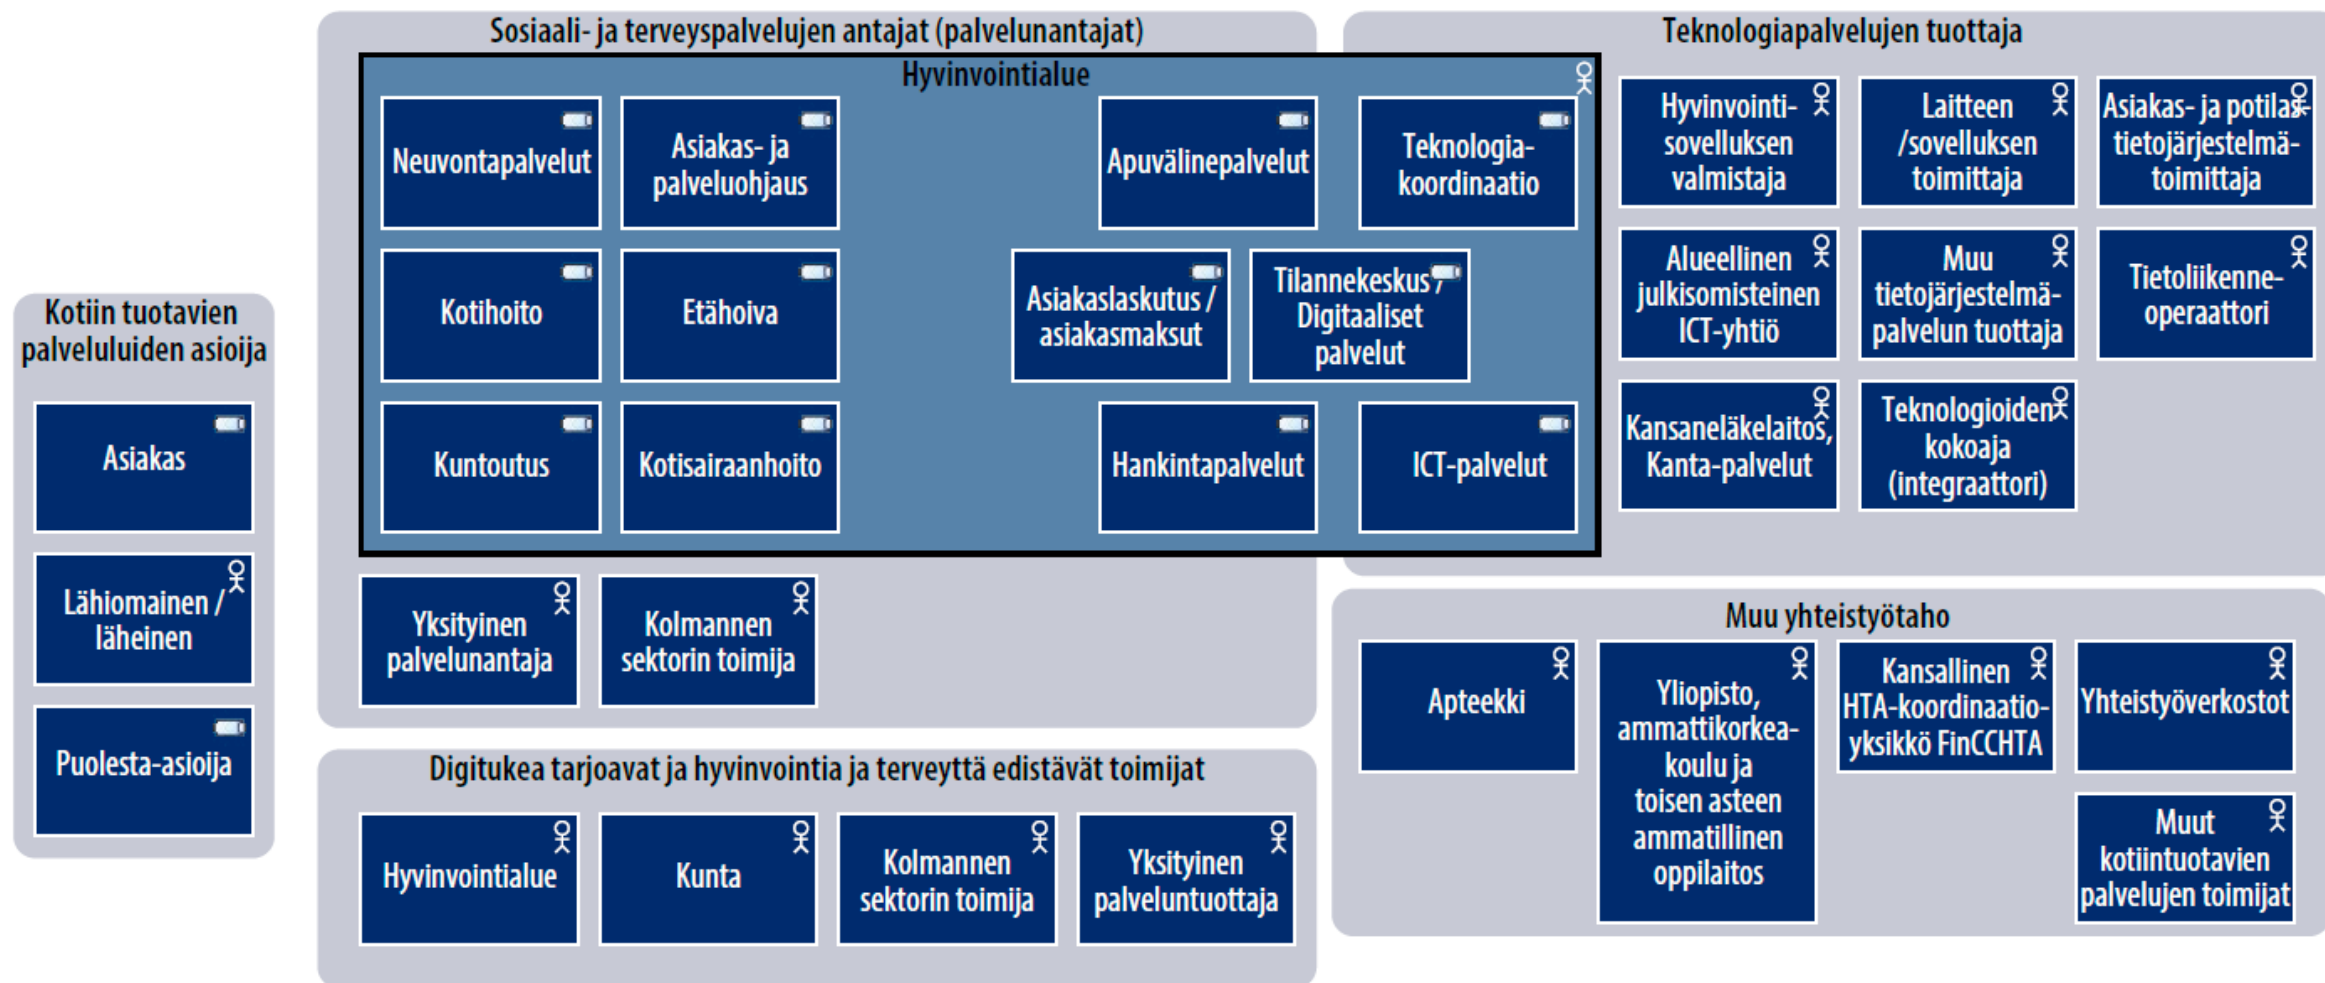 Kotiin tuotavien
palveluluiden asioija
Asiakas
Lähiomainen /
läheinen
Puolesta-asioija
Sosiaali- ja terveyspalvelujen antajat (palvelunantajat)
Hyvinvointialue
Neuvontapalvelut
Asiakas- ja
palveluohjaus
Apuvälinepalvelut
Teknologia-
koordinaatio
Kotihoito
Etähoiva
Asiakaslaskutus /
asiakasmaksut
Tilannekeskus /
Digitaaliset
palvelut
Kuntoutus
Kotisairaanhoito
Hankintapalvelut
ICT-palvelut
Yksityinen
palvelunantaja
Kolmannen
sektorin toimija
Teknologiapalvelujen tuottaja
Hyvinvointi-
sovelluksen
valmistaja
Laitteen
/sovelluksen
toimittaja
Asiakas- ja potilas-
tietojärjestelmä-
toimittaja
Alueellinen
julkisomisteinen
ICT-yhtiö
Muu
tietojärjestelmä-
palvelun tuottaja
Tietoliikenne-
operaattori
Kansaneläkelaitos,
Kanta-palvelut
Teknologioiden
kokoaja
(integraattori)
Digitukea tarjoavat ja hyvinvointia ja terveyttä edistävät toimijat
Hyvinvointialue
Kunta
Kolmannen
sektorin toimija
Yksityinen
palveluntuottaja
Muu yhteistyötaho
Apteekki
Yliopisto,
ammattikorkea-
koulu ja
toisen asteen
ammatillinen
oppilaitos
Kansallinen
HTA-koordinaatio-
yksikkö FinCCHTA
Yhteistyöverkostot
Muut
kotiintuotavien
palvelujen toimijat